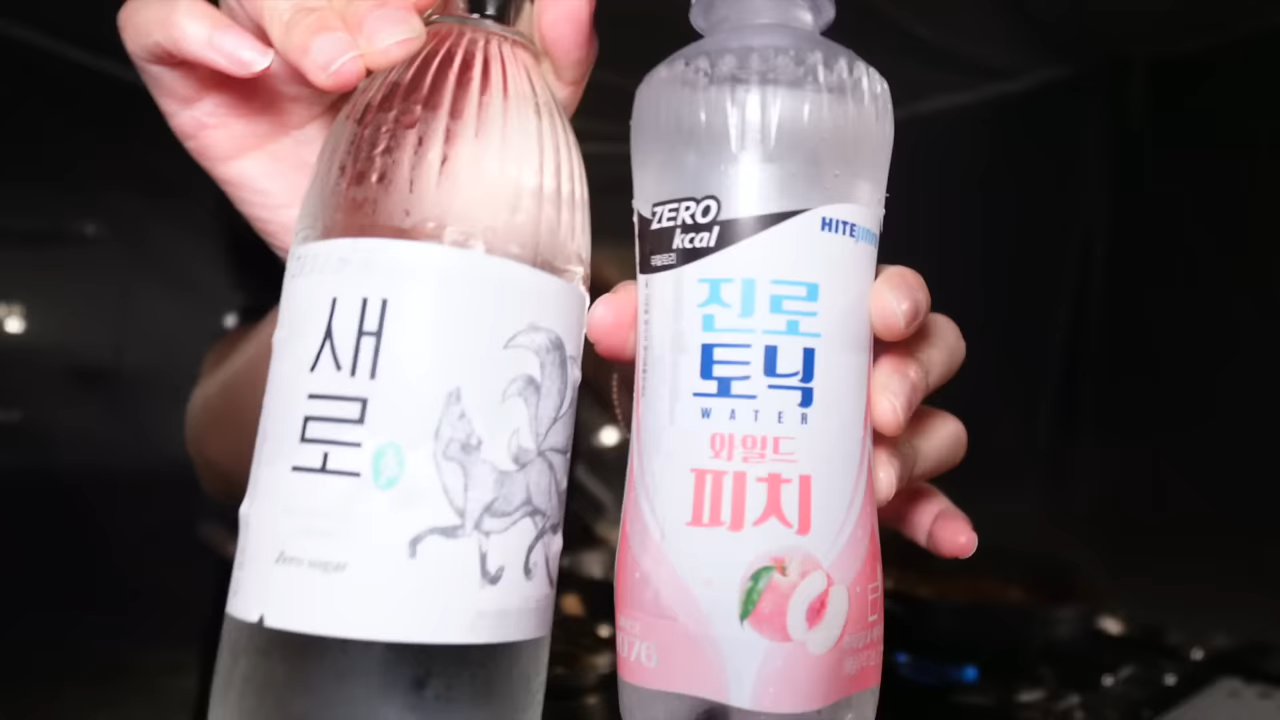 새
로
Zero sugar
ZERO
kcal
HITEJINRO
진로
토닉
WATER
와일드
피치